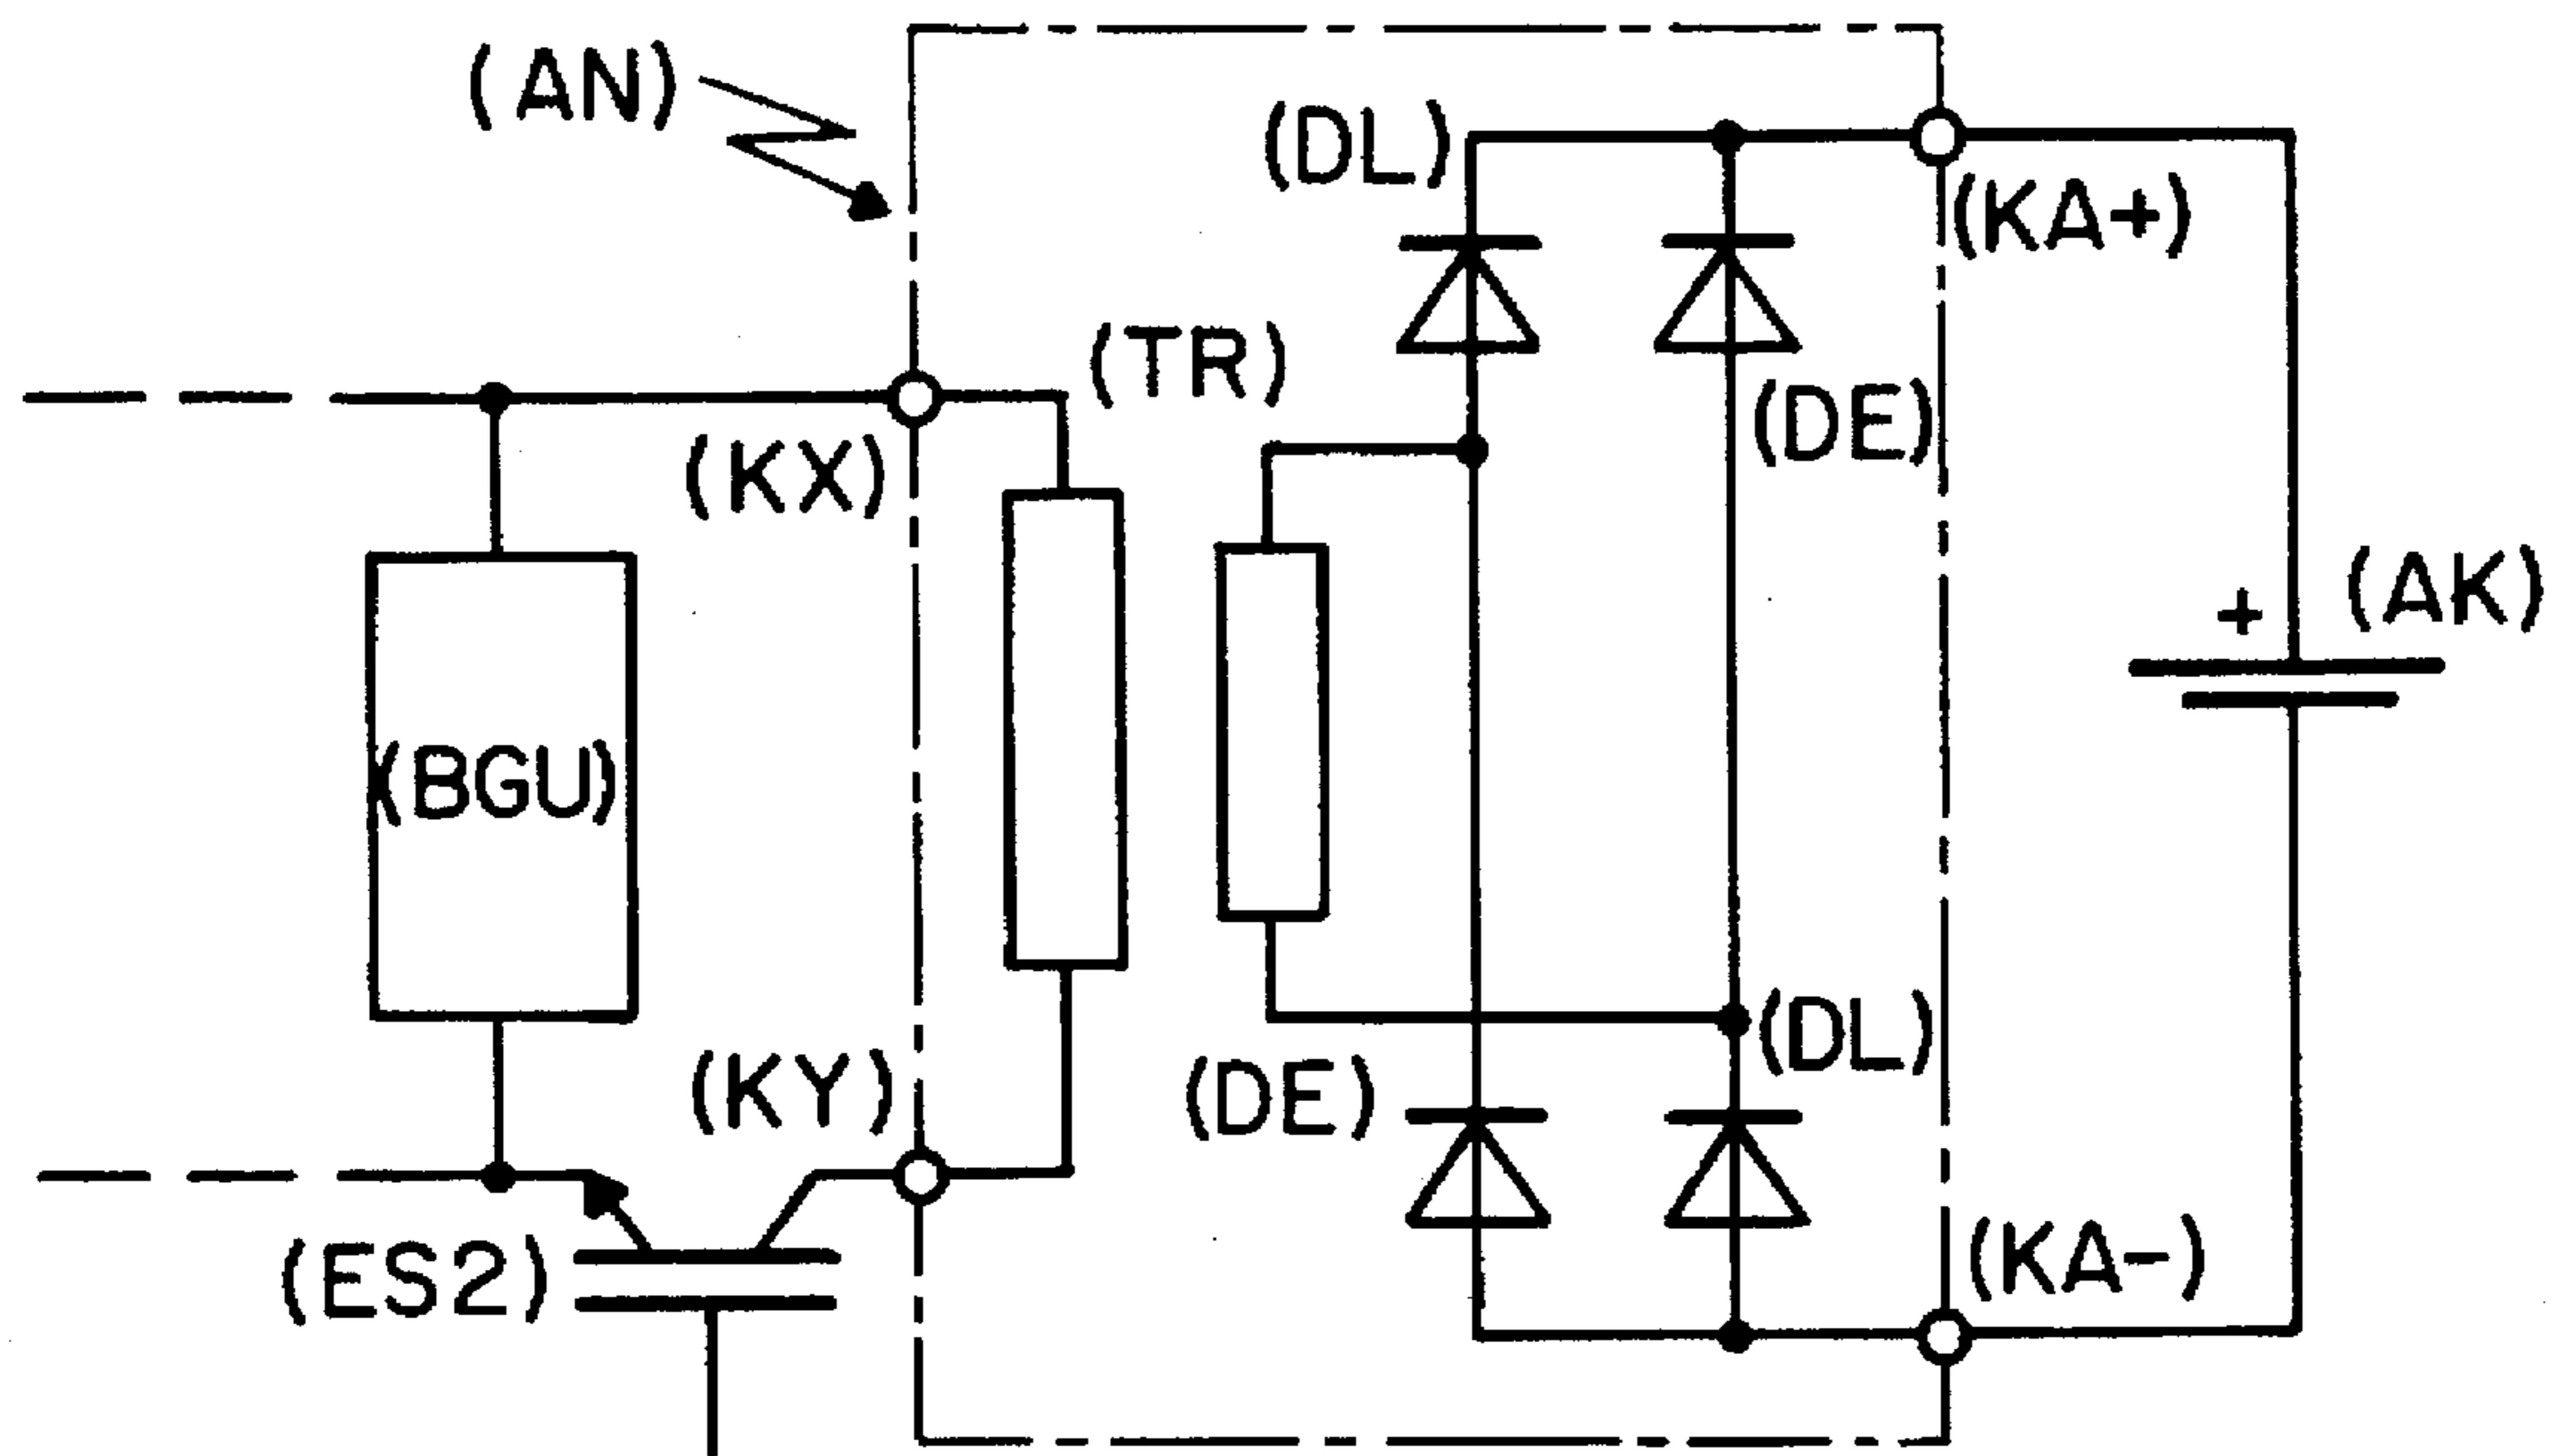 (AN)
(DL)
(KA+)
(TR)
(DE)
(KX)
+
(AK)
(BGU)
(DL)
(KY)
(DE)
(ES2)
(KA-)